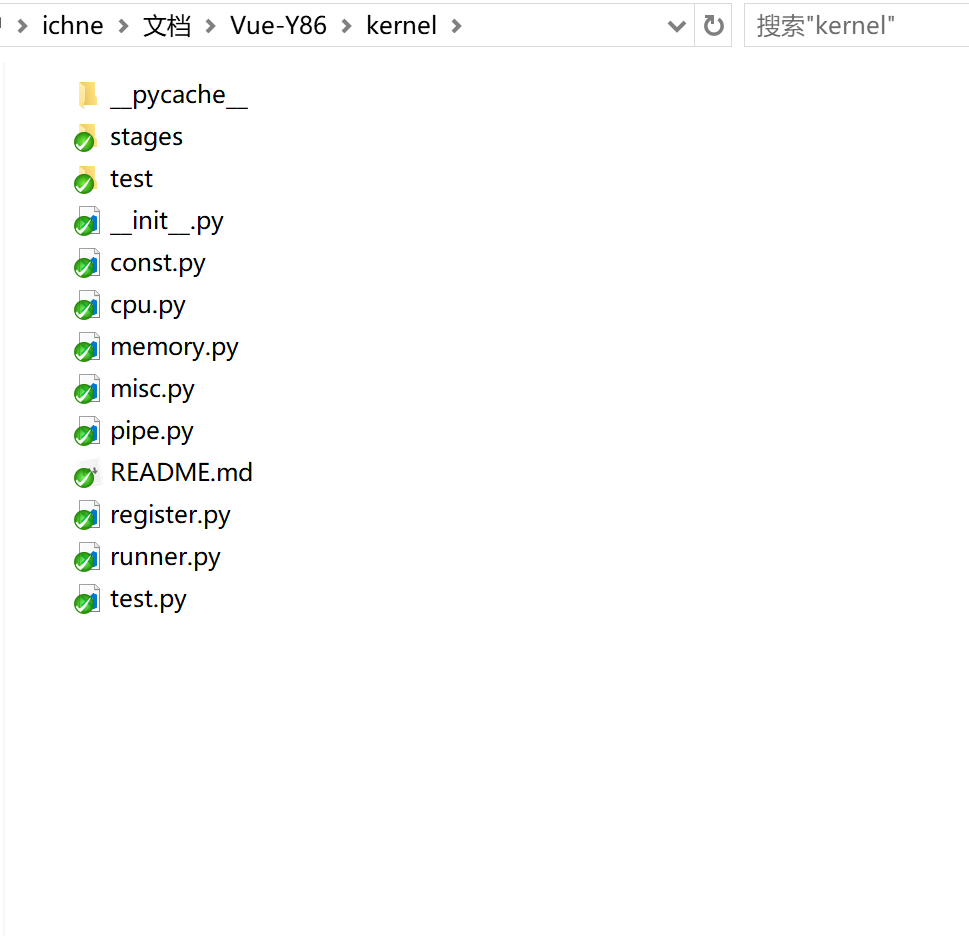 ichne > 文档 > Vue-Y86 > kernel > 搜索"kernel"
__pycache__
stages
test
__init__.py
const.py
cpu.py
memory.py
misc.py
pipe.py
README.md
register.py
runner.py
test.py